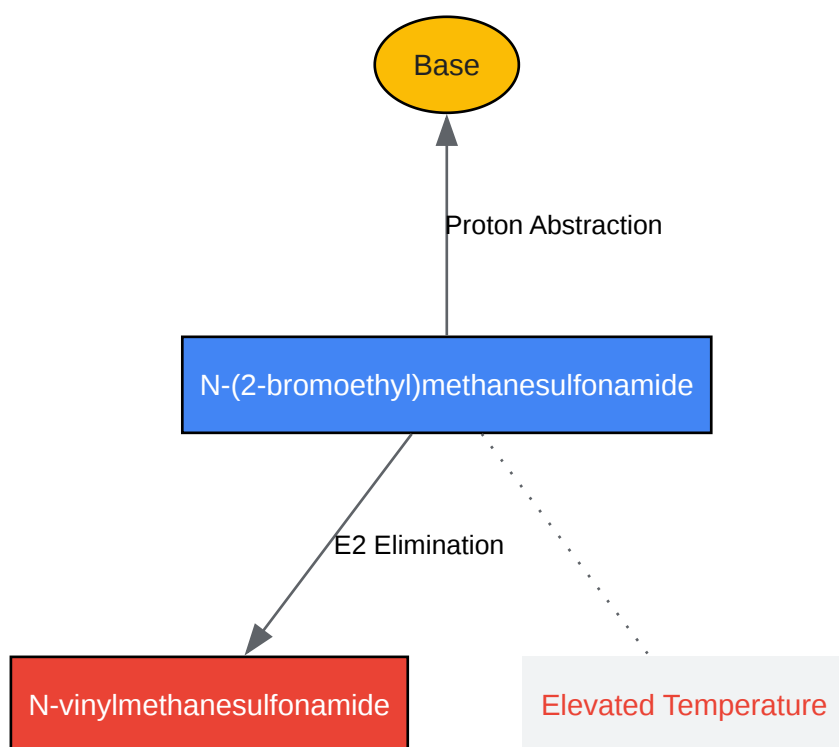 Base
Proton Abstraction
N-(2-bromoethyl)methanesulfonamide
E2 Elimination
N-vinylmethanesulfonamide
Elevated Temperature